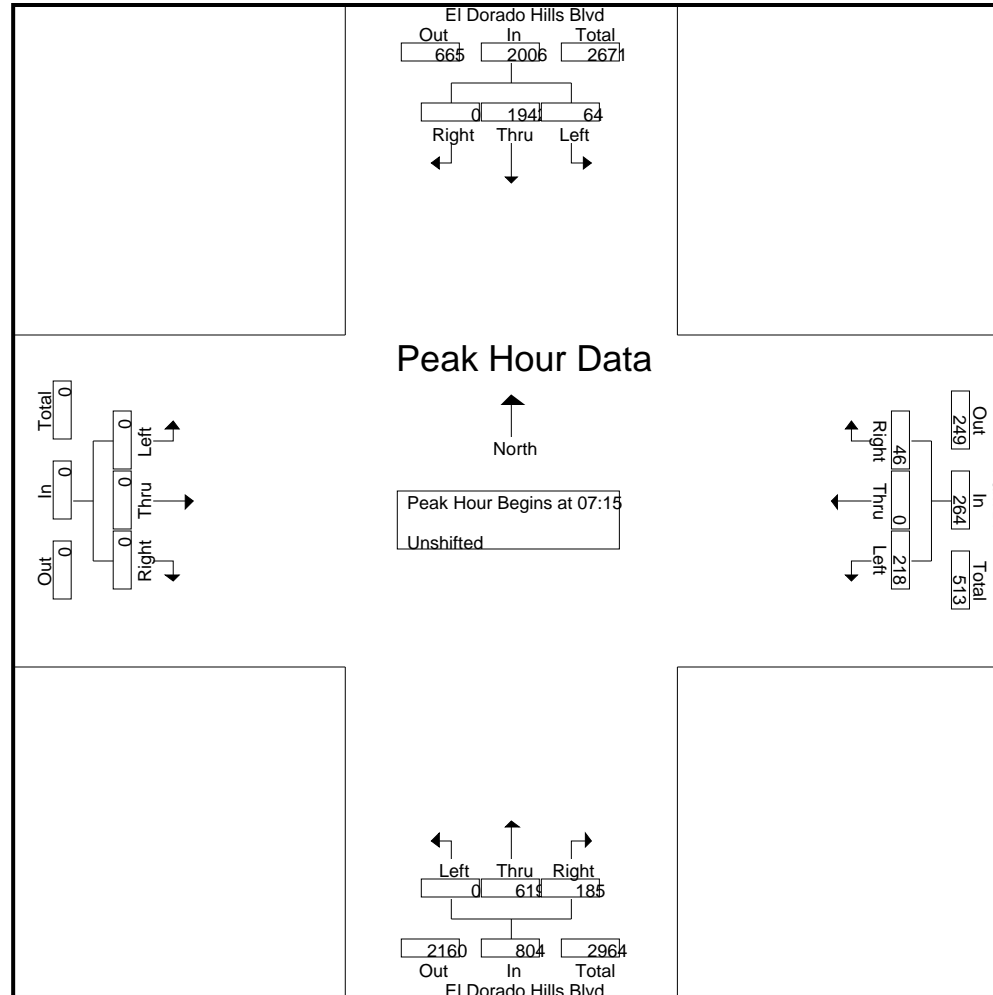 El Dorado Hills Blvd
Out In Total
665 2006 2671
0 1942 64
Right Thru Left
Peak Hour Data
North
Peak Hour Begins at 07:15
Unshifted
Total In Out
0 0 0
0 0 0
Left Thru Right
Right Thru Left
46 0 218
Out In Total
249 264 513
Left Thru Right
0 619 185
2160 804 2964
Out In Total
El Dorado Hills Blvd